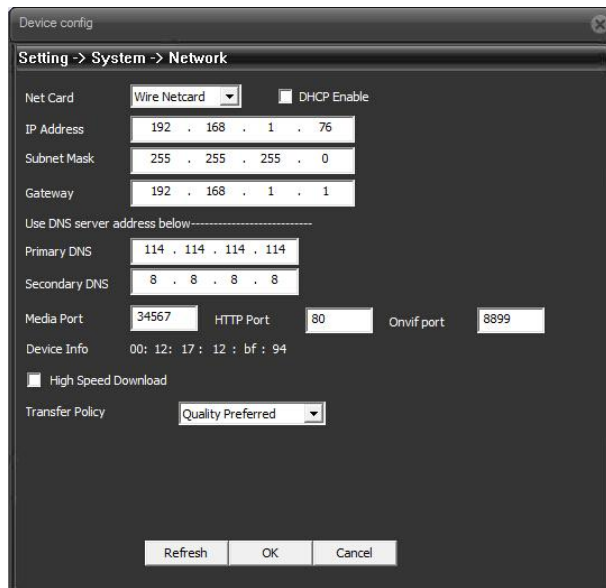 Device config
Setting -> System -> Network
Net Card Wire Netcard DHCP Enable
IP Address 192 . 168 . 1 . 76
Subnet Mask 255 . 255 . 255 . 0
Gateway 192 . 168 . 1 . 1
Use DNS server address below---------------------------
Primary DNS 114 . 114 . 114 . 114
Secondary DNS 8 . 8 . 8 . 8
Media Port 34567 HTTP Port 80 Onvif port 8899
Device Info 00: 12: 17: 12 : bf : 94
High Speed Download
Transfer Policy Quality Preferred
Refresh OK Cancel